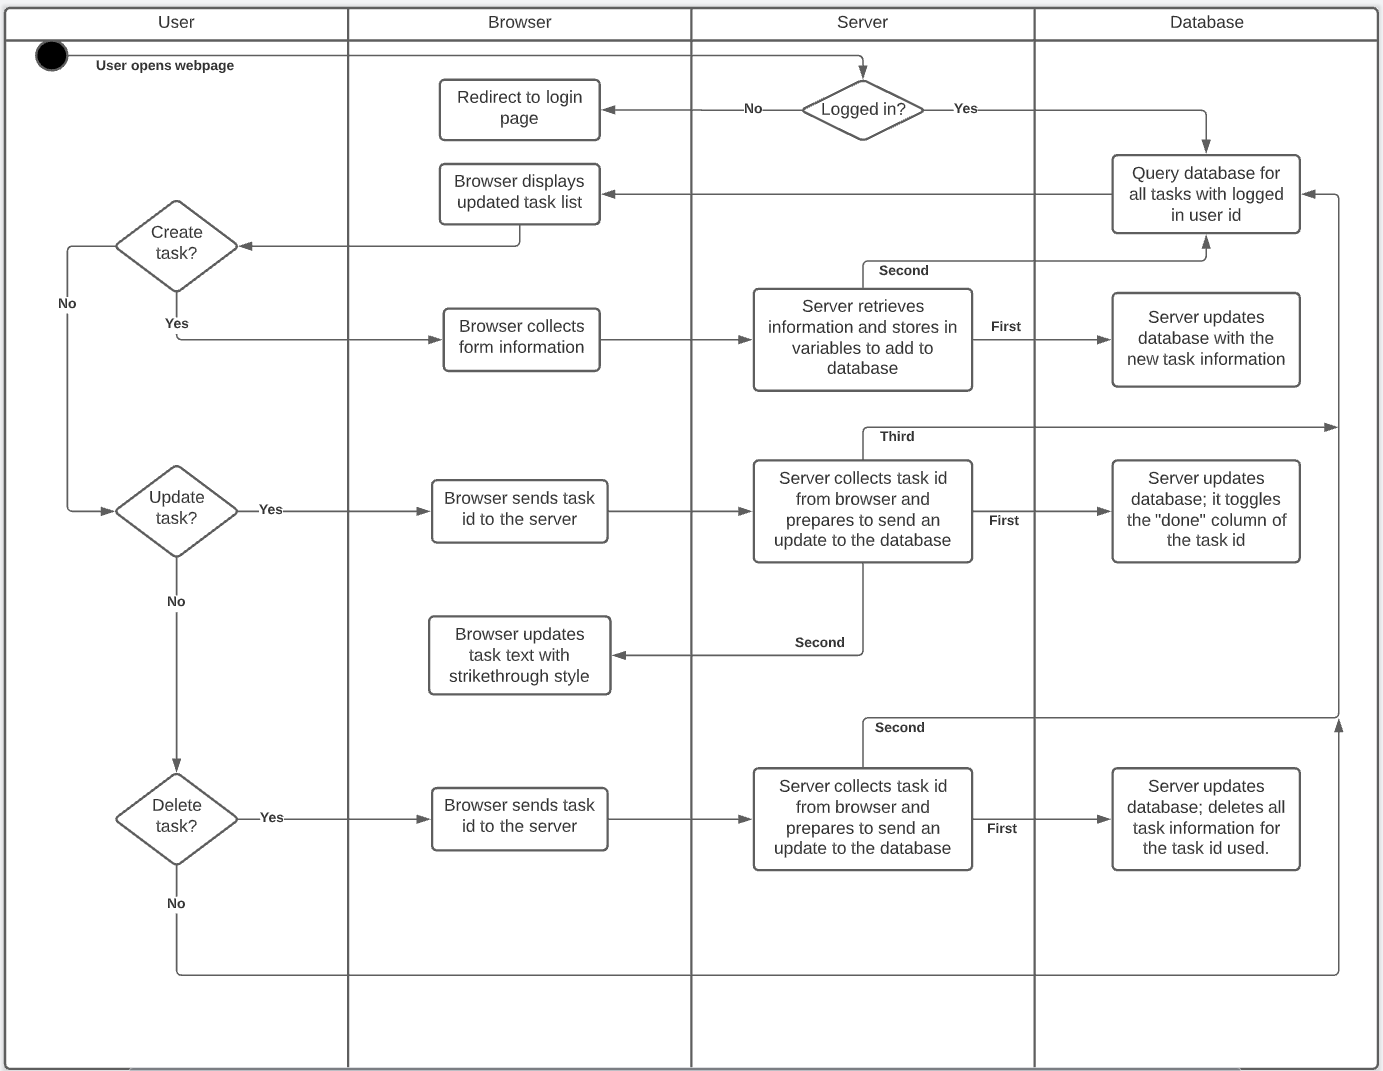 User
Browser
Server
Database
User opens webpage
Redirect to login
page
No
Logged in?
Yes
Browser displays
updated task list
Query database for
all tasks with logged
in user id
Create
task?
Second
No
Yes
Browser collects
form information
Server retrieves
information and stores in
variables to add to
database
First
Server updates
database with the
new task information
Third
Update
task?
Yes
Browser sends task
id to the server
Server collects task id
from browser and
prepares to send an
update to the database
First
Server updates
database; it toggles
the "done" column of
the task id
No
Browser updates
task text with
strikethrough style
Second
Second
Delete
task?
Yes
Browser sends task
id to the server
Server collects task id
from browser and
prepares to send an
update to the database
First
Server updates
database; deletes all
task information for
the task id used.
No